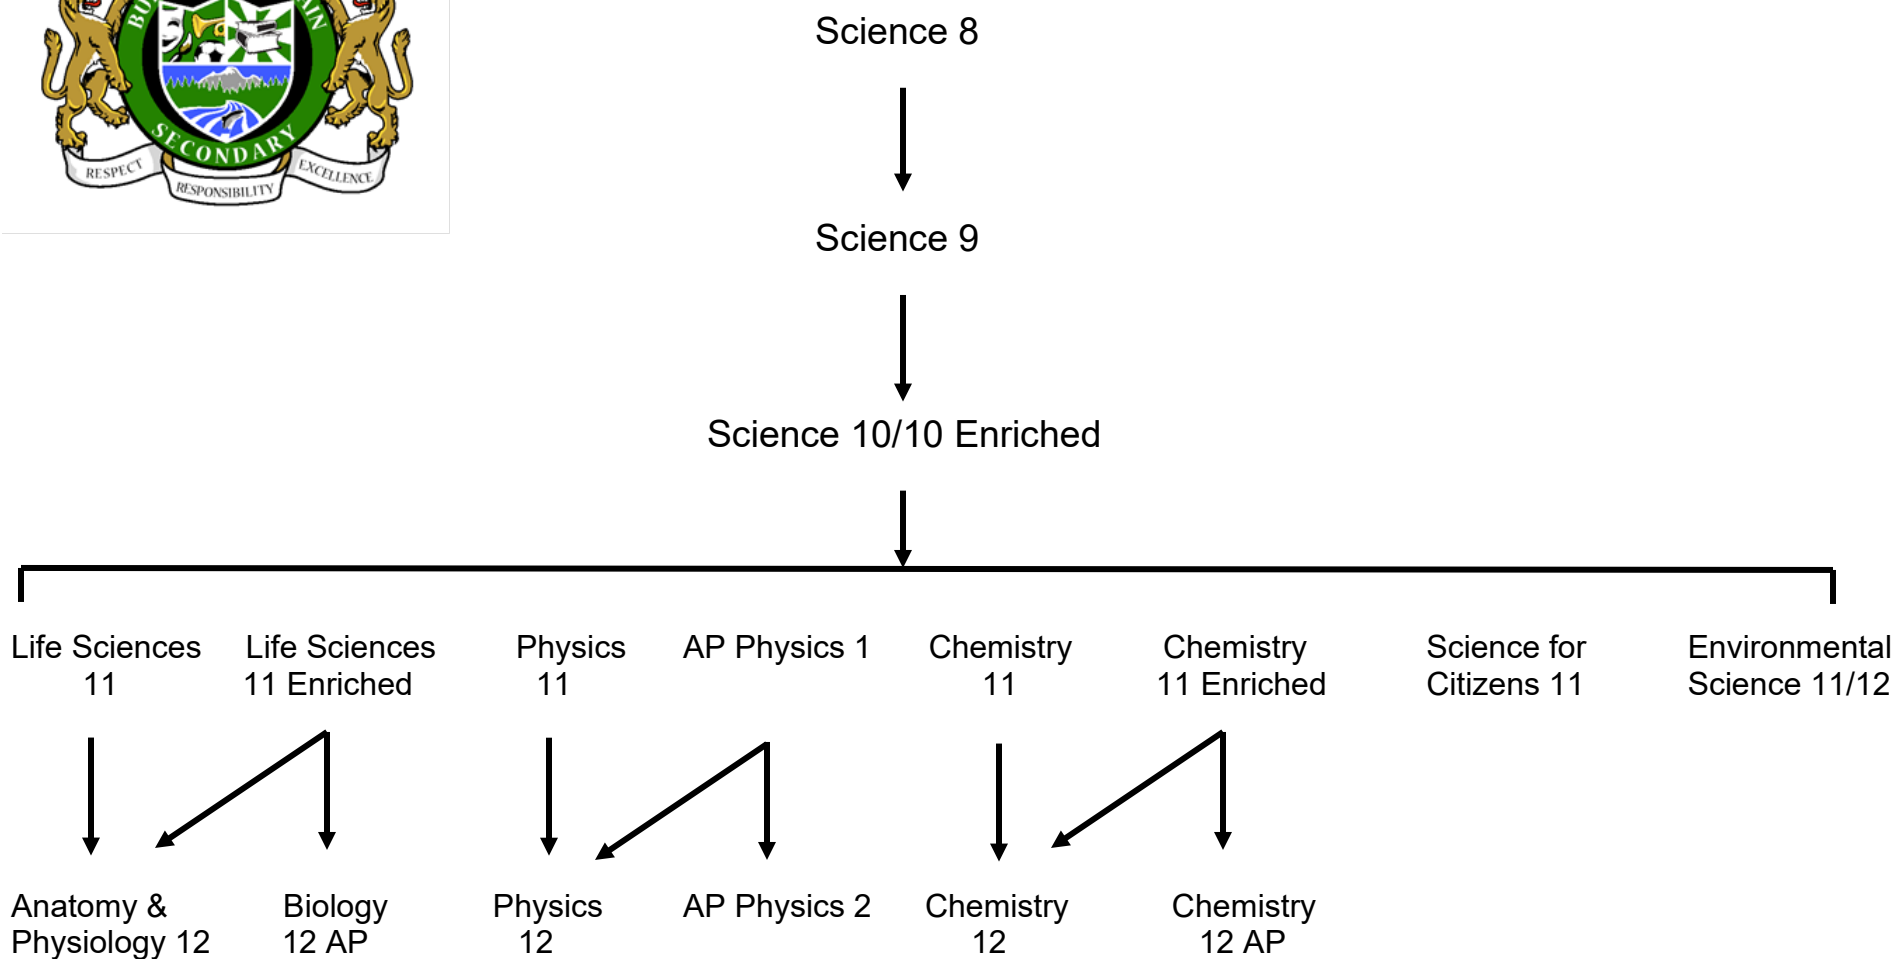 SECONDARY
RESPECT
RESPONSIBILITY
EXCELLENCE
Science 8
Science 9
Science 10/10 Enriched
Life Sciences
11
Life Sciences
11 Enriched
Physics
11
AP Physics 1
Chemistry
11
Chemistry
11 Enriched
Science for
Citizens 11
Environmental
Science 11/12
Anatomy &
Physiology 12
Biology
12 AP
Physics
12
AP Physics 2
Chemistry
12
Chemistry
12 AP